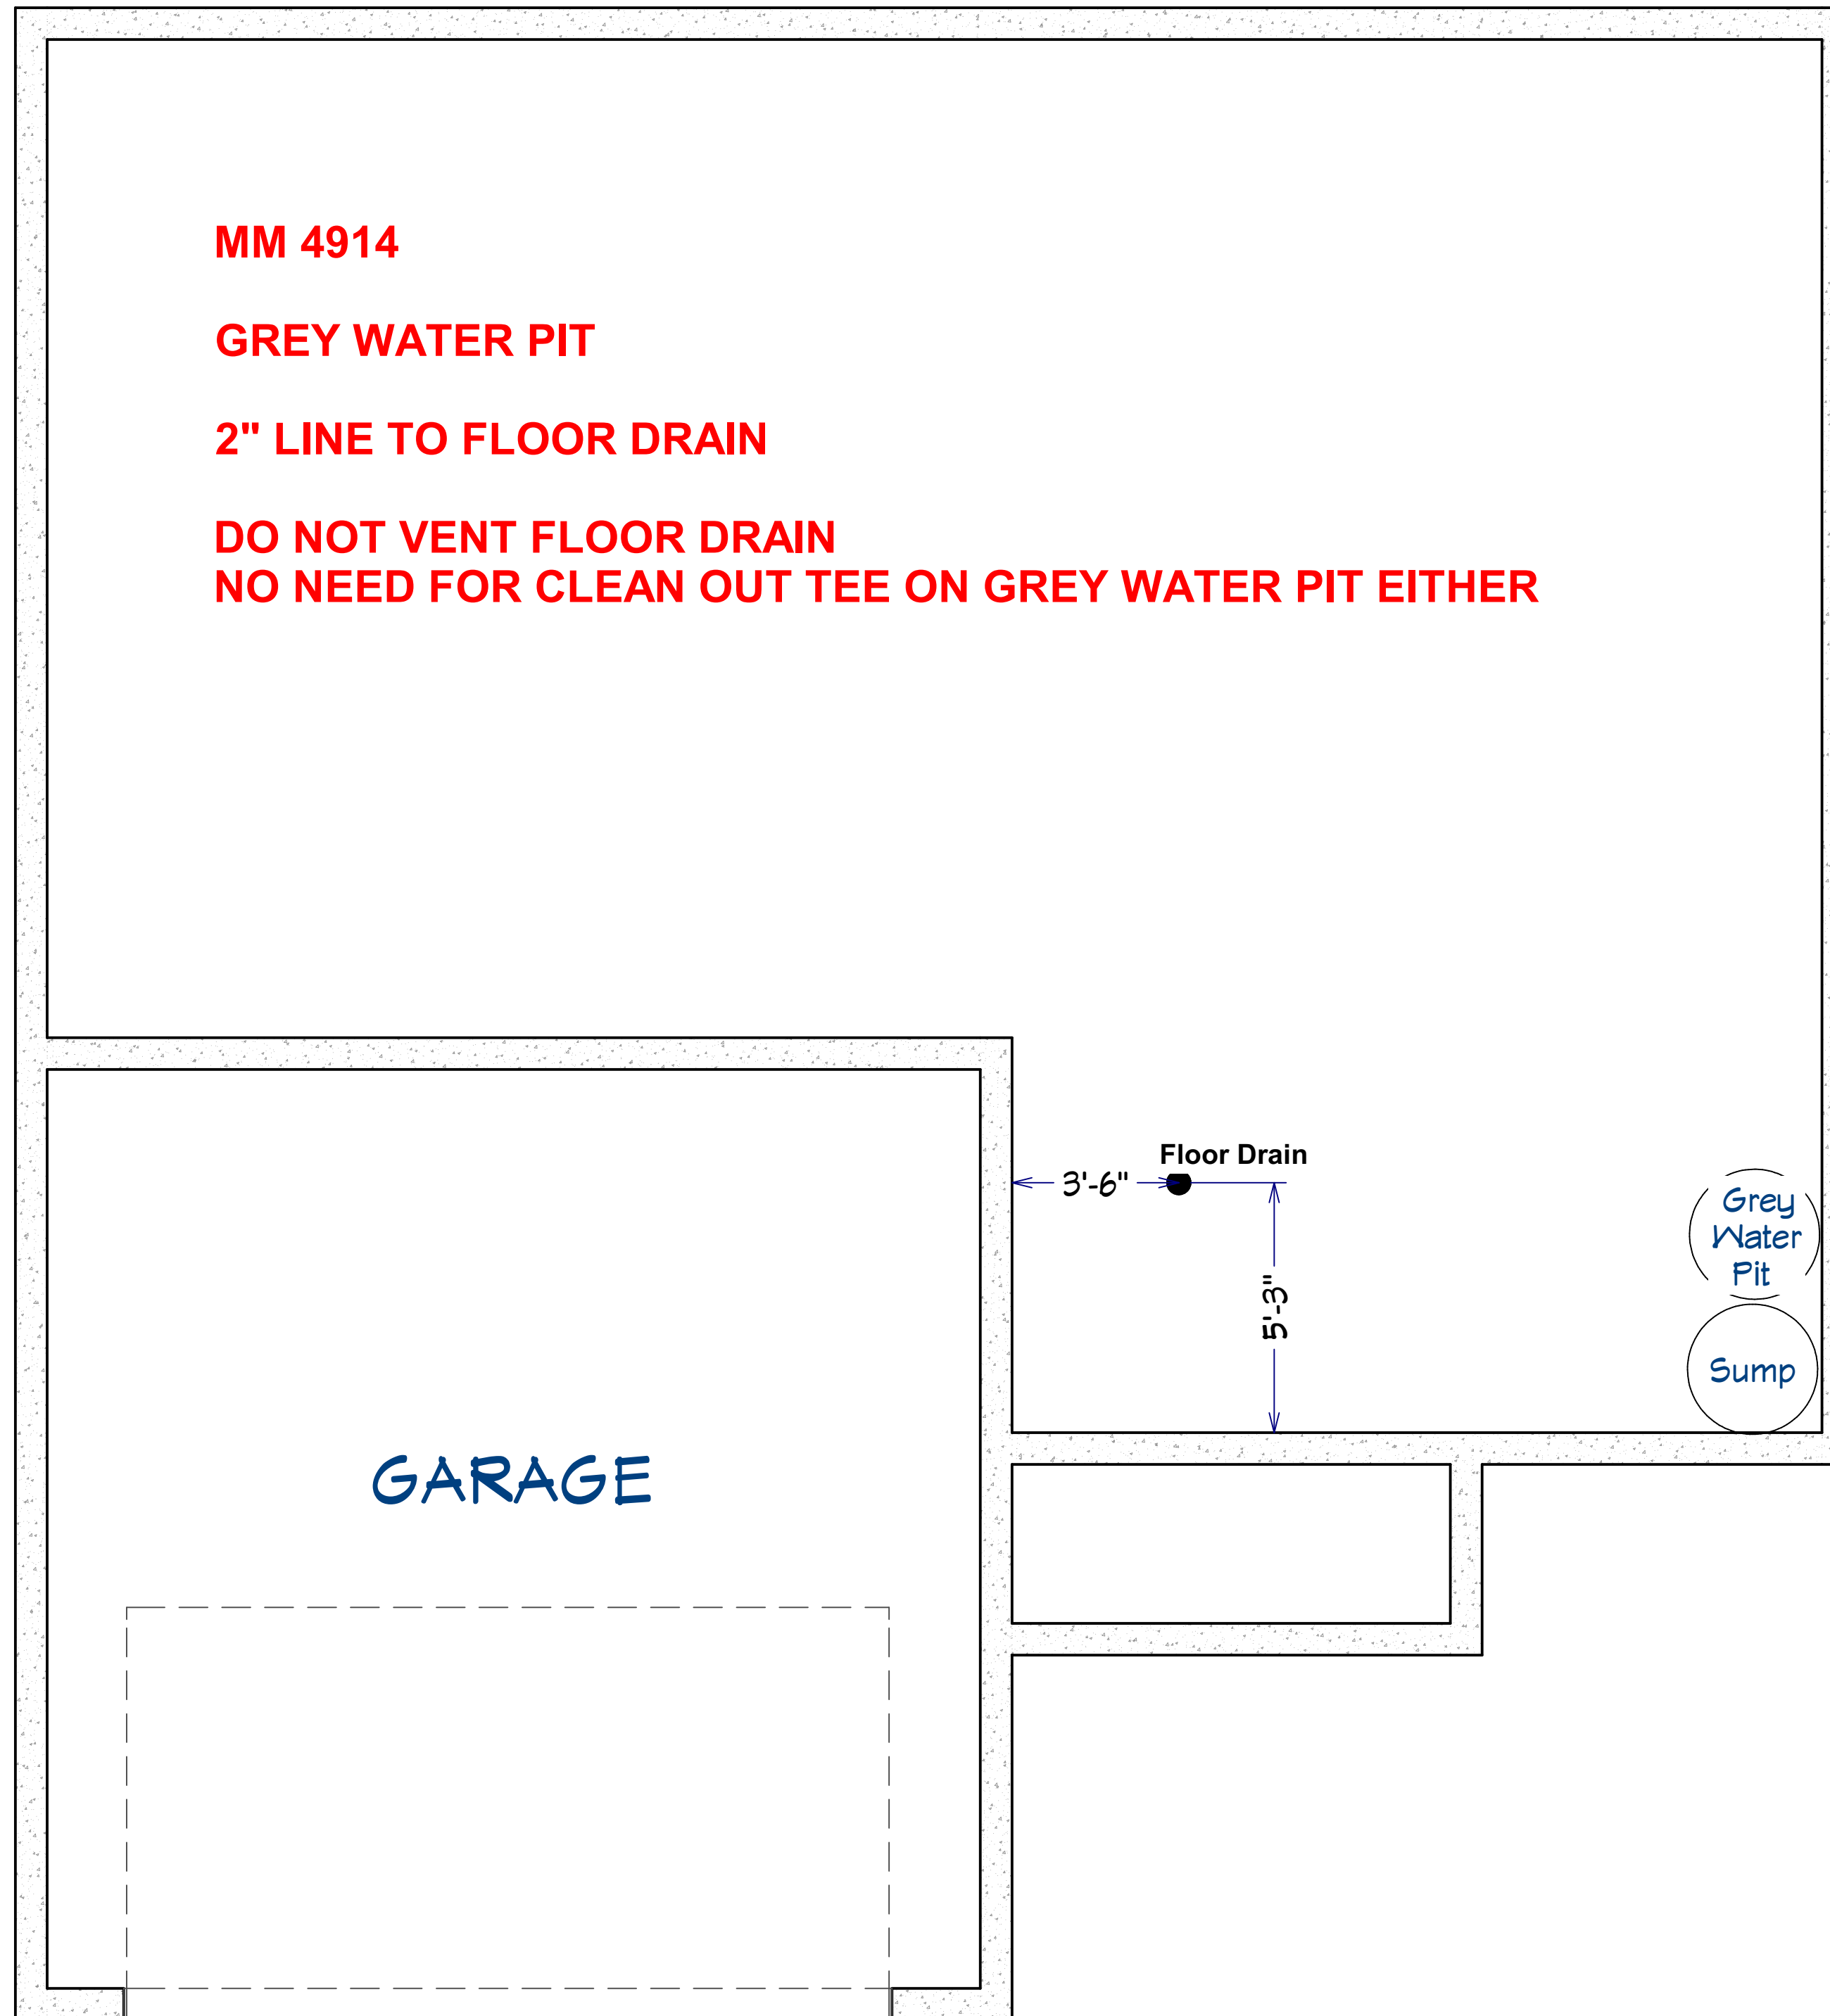 MM 4914
GREY WATER PIT
2" LINE TO FLOOR DRAIN
DO NOT VENT FLOOR DRAIN
NO NEED FOR CLEAN OUT TEE ON GREY WATER PIT EITHER
Floor Drain
3'-6"
5'-3"
Grey
Water
Pit
Sump
GARAGE